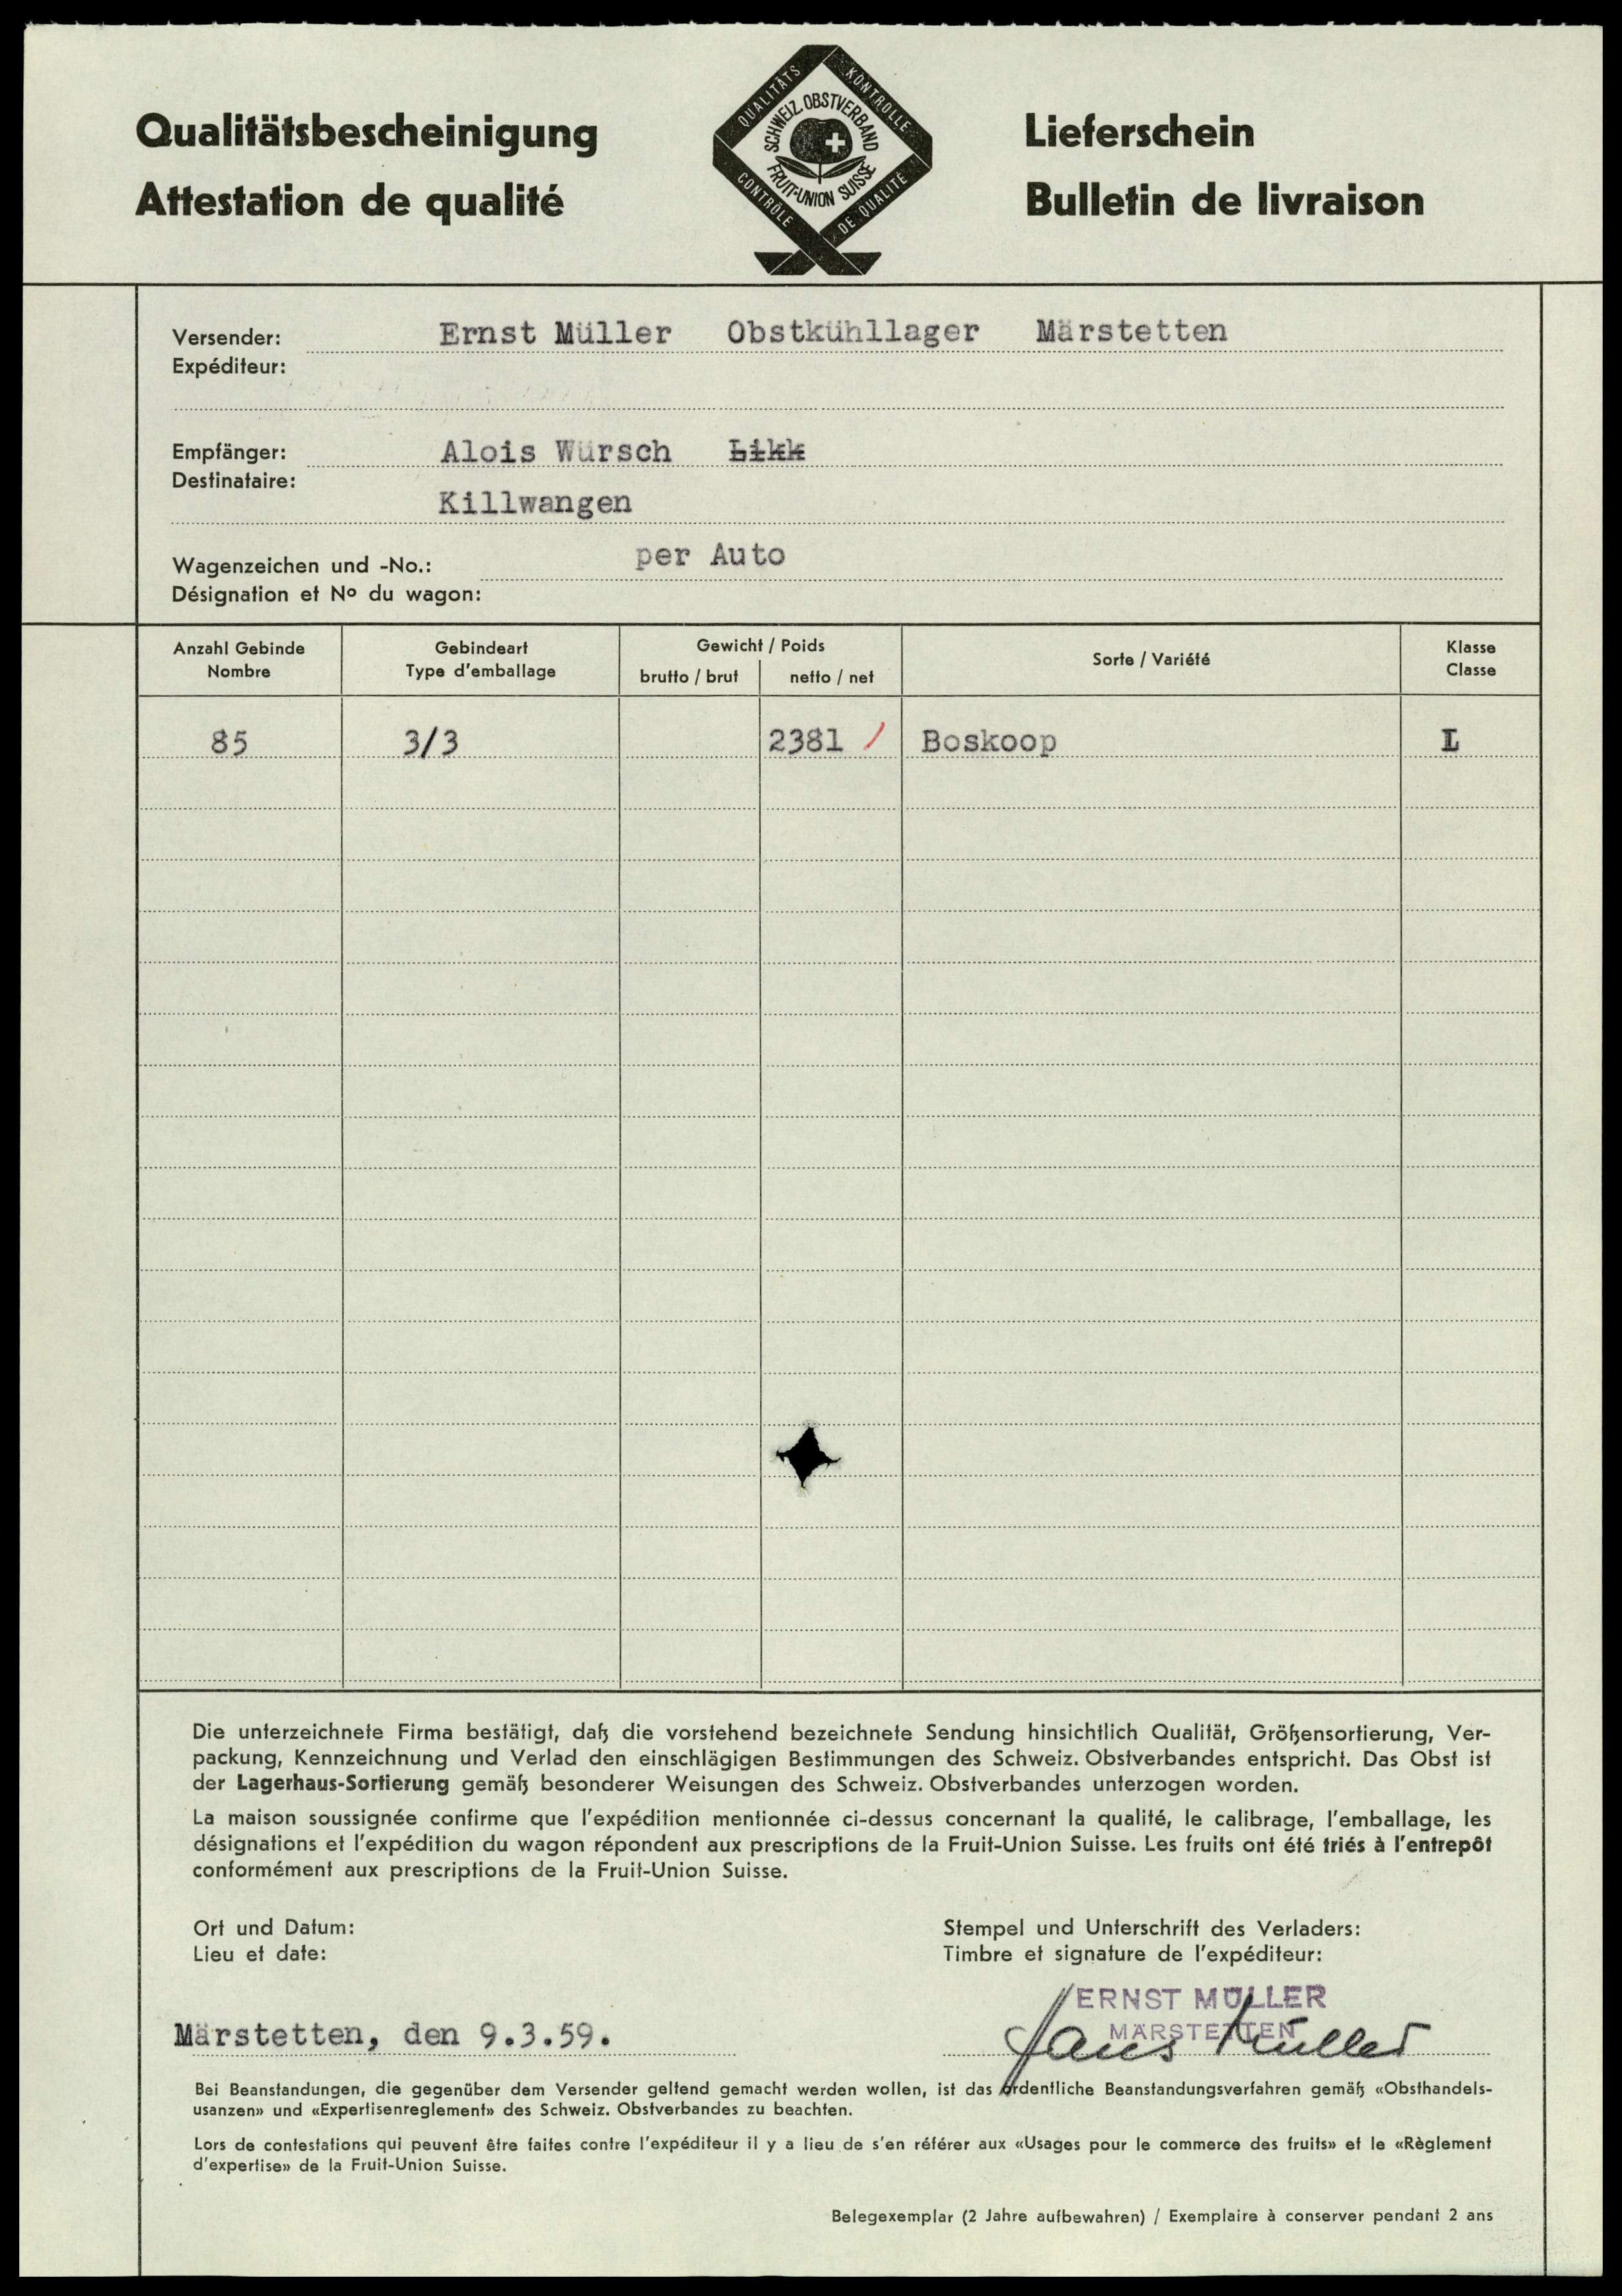 Qualitätsbescheinigung
Attestation de qualité
QUALITÄTS KONTROLLE
SCHWEIZ. OBSTVERBAND
FRUIT-UNION SUISSE
CONTRÔLE DE QUALITÉ
Lieferschein
Bulletin de livraison
Versender: Ernst Müller Obstkühllager Märstetten
Expéditeur:
Empfänger: Alois Würsch Likk
Destinataire:
Killwangen
Wagenzeichen und -No.: per Auto
Désignation et Nº du wagon:
Anzahl Gebinde Gebindeart Gewicht / Poids Sorte / Variété Klasse
Nombre Type d'emballage brutto / brut netto / net Classe
85 3/3 2381 / Boskoop L
Die unterzeichnete Firma bestätigt, daß die vorstehend bezeichnete Sendung hinsichtlich Qualität, Größensortierung, Ver-
packung, Kennzeichnung und Verlad den einschlägigen Bestimmungen des Schweiz. Obstverbandes entspricht. Das Obst ist
der Lagerhaus-Sortierung gemäß besonderer Weisungen des Schweiz. Obstverbandes unterzogen worden.
La maison soussignée confirme que l'expédition mentionnée ci-dessus concernant la qualité, le calibrage, l'emballage, les
désignations et l'expédition du wagon répondent aux prescriptions de la Fruit-Union Suisse. Les fruits ont été triés à l'entrepôt
conformément aux prescriptions de la Fruit-Union Suisse.
Ort und Datum:
Lieu et date:
Märstetten, den 9.3.59.
Stempel und Unterschrift des Verladers:
Timbre et signature de l'expéditeur:
ERNST MÜLLER
MÄRSTETTEN
Hans Müller
Bei Beanstandungen, die gegenüber dem Versender geltend gemacht werden wollen, ist das ordentliche Beanstandungsverfahren gemäß «Obsthandels-
usanzen» und «Expertisenreglement» des Schweiz. Obstverbandes zu beachten.
Lors de contestations qui peuvent être faites contre l'expéditeur il y a lieu de s'en référer aux «Usages pour le commerce des fruits» et le «Règlement
d'expertise» de la Fruit-Union Suisse.
Belegexemplar (2 Jahre aufbewahren) / Exemplaire à conserver pendant 2 ans